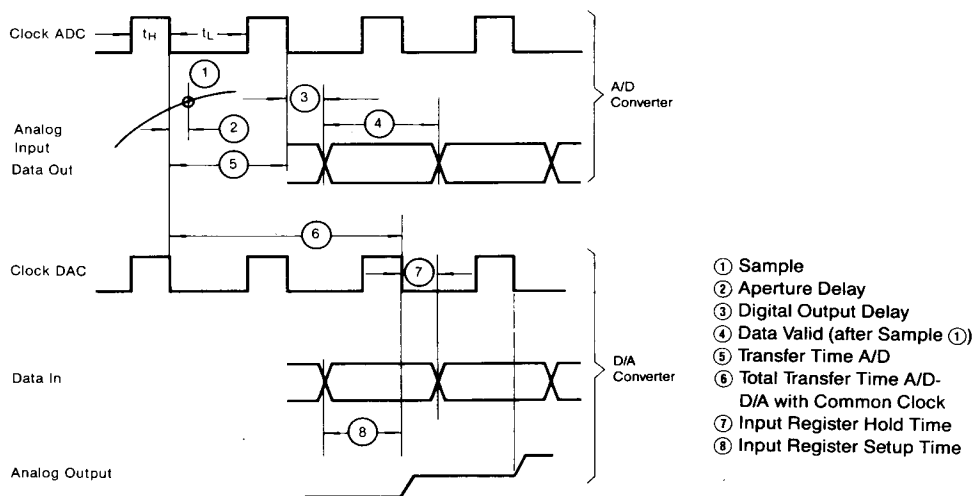 Clock ADC
tH
tL
1
Analog
Input
2
3
4
A/D
Converter
Data Out
5
6
Clock DAC
7
Data In
D/A
Converter
8
Analog Output
① Sample
② Aperture Delay
③ Digital Output Delay
④ Data Valid (after Sample ①)
⑤ Transfer Time A/D
⑥ Total Transfer Time A/D-
D/A with Common Clock
⑦ Input Register Hold Time
⑧ Input Register Setup Time